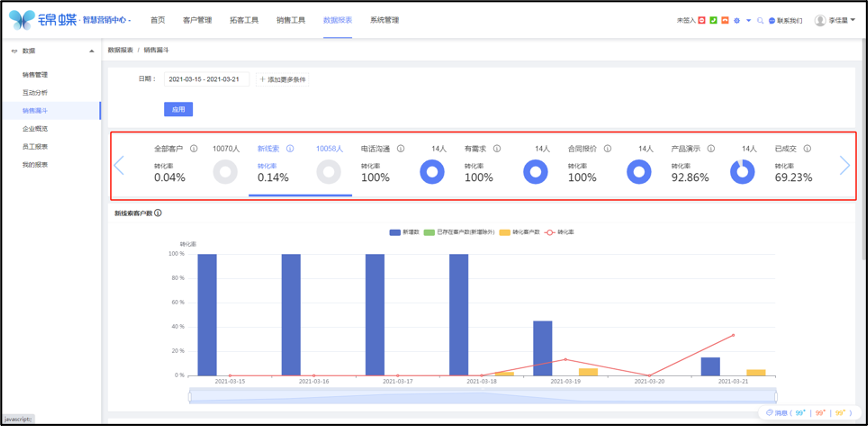 锦蝶·智慧营销中心 首页 客户管理 拓客工具 销售工具 数据报表 系统管理 未签入 联系我们 李佳星
数据
销售管理
互动分析
销售漏斗
企业概览
员工报表
我的报表
数据报表 / 销售漏斗
日期: 2021-03-15 - 2021-03-21 + 添加更多条件
应用
全部客户 10070人 新线索 10058人 电话沟通 14人 有需求 14人 合同报价 14人 产品演示 14人 已成交
转化率 转化率 转化率 转化率 转化率 转化率 转化率
0.04% 0.14% 100% 100% 100% 92.86% 69.23%
新线索客户数
新增数 已存在客户数(新增除外) 转化客户数 转化率
转化率
100 %
80 %
60 %
40 %
20 %
0 %
2021-03-15 2021-03-16 2021-03-17 2021-03-18 2021-03-19 2021-03-20 2021-03-21
消息 ( 99+ | 99+ | 99+ )
javascript:;